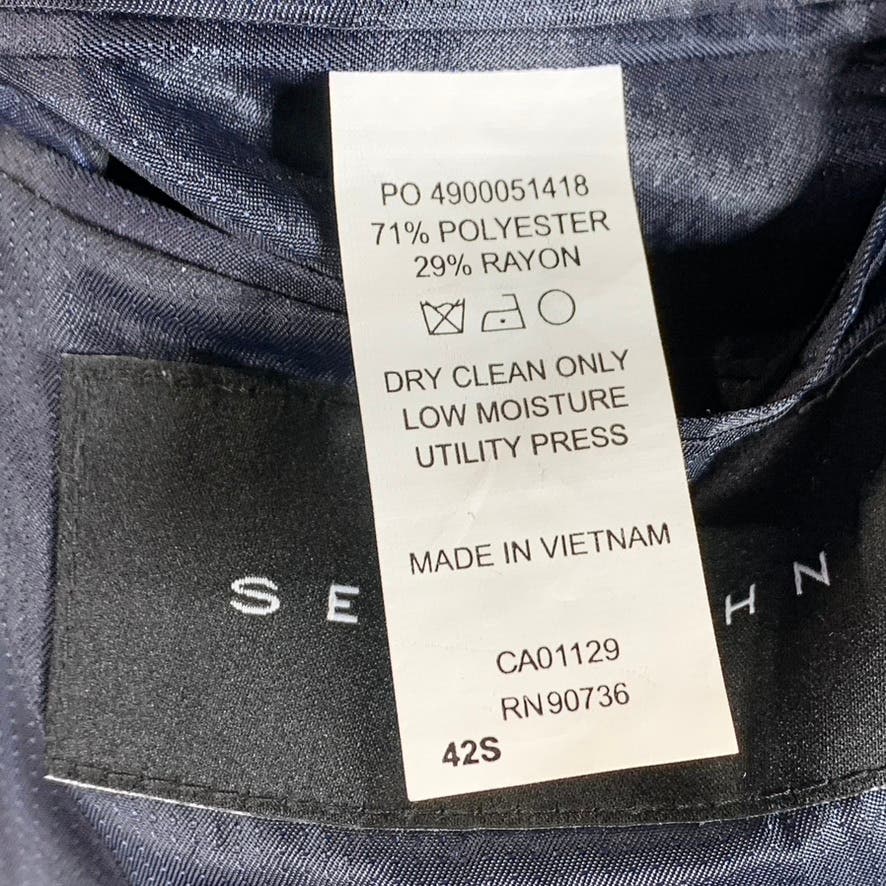 PO 4900051418
71% POLYESTER
29% RAYON
DRY CLEAN ONLY
LOW MOISTURE
UTILITY PRESS
MADE IN VIETNAM
SE HN
CA01129
RN90736
42S